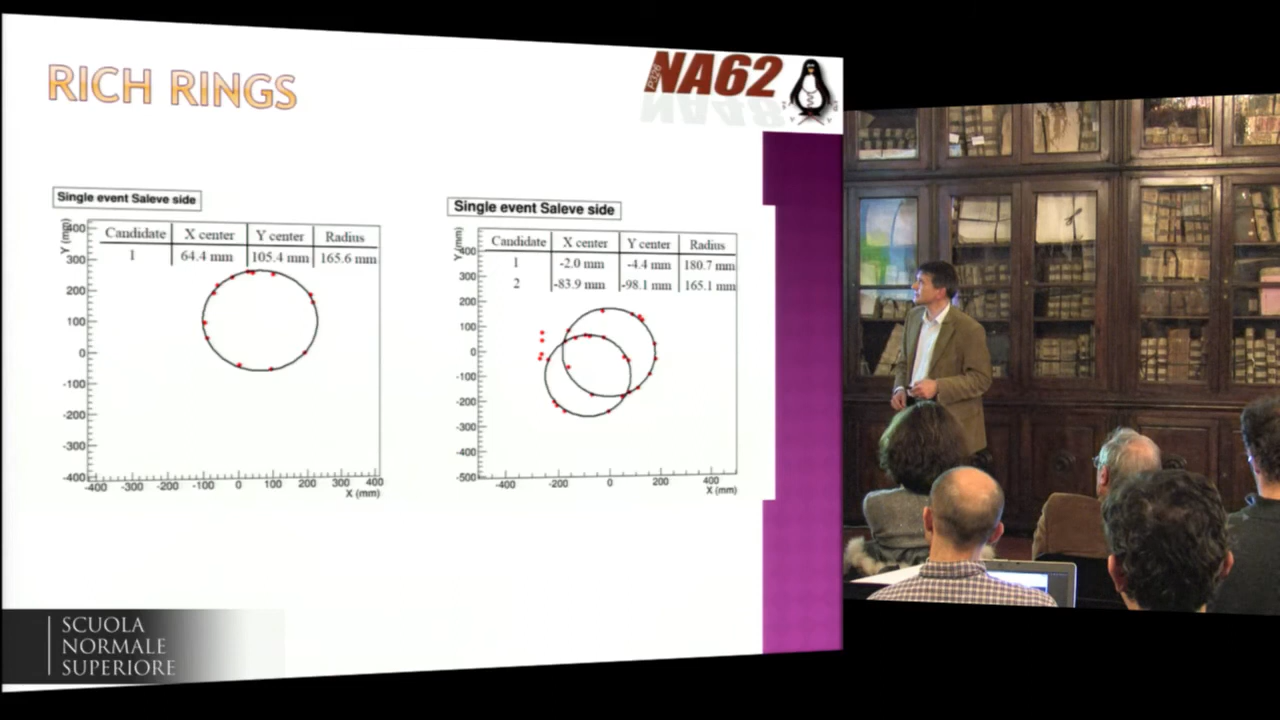 RICH RINGS
P326
NA62
Single event Saleve side
Y (mm)
Candidate X center Y center Radius
1 64.4 mm 105.4 mm 165.6 mm
400
300
200
100
0
-100
-200
-300
-400
-400 -300 -200 -100 0 100 200 300 400
X (mm)
Single event Saleve side
Y (mm)
Candidate X center Y center Radius
1 -2.0 mm -4.4 mm 180.7 mm
2 -83.9 mm -98.1 mm 165.1 mm
400
300
200
100
0
-100
-200
-300
-400
-500
-400 -200 0 200 400
X (mm)
SCUOLA
NORMALE
SUPERIORE